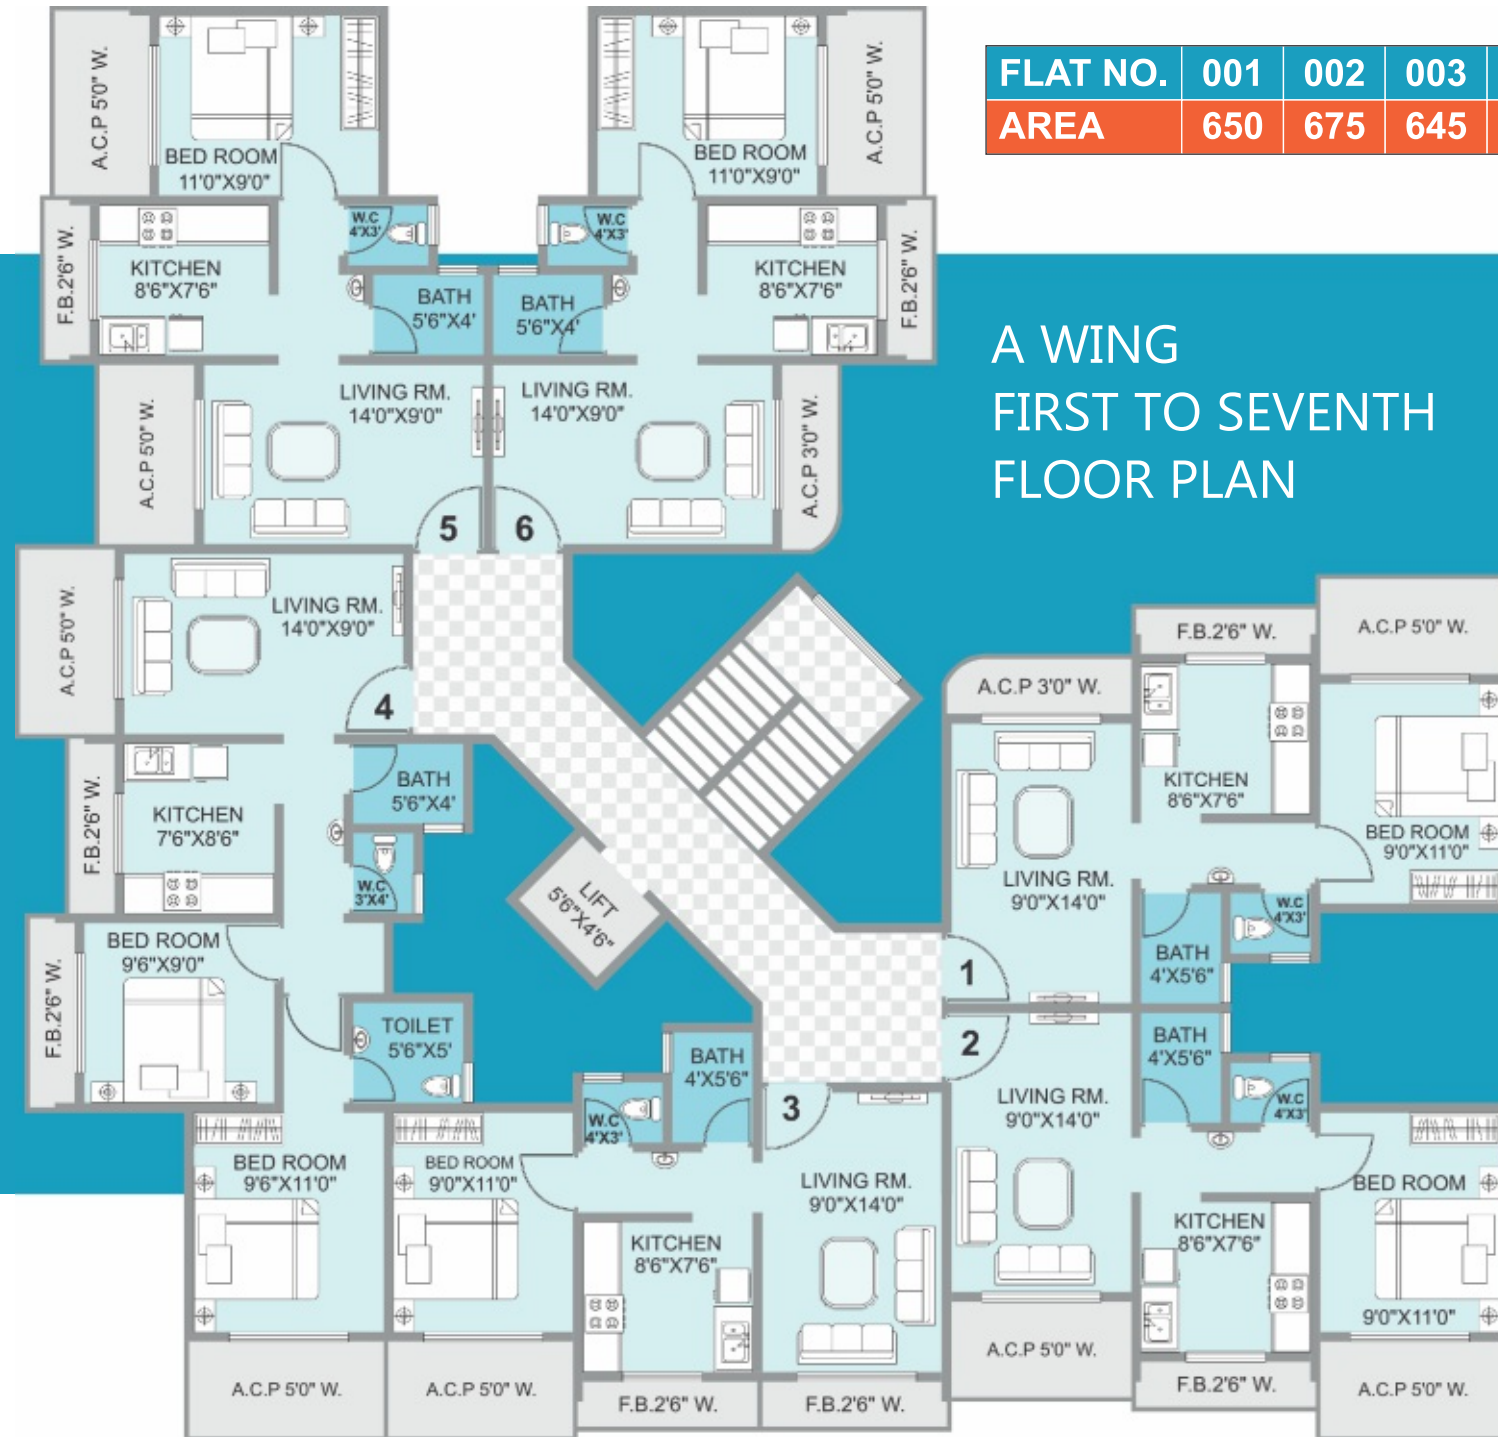 FLAT NO. 001 002 003
AREA 650 675 645
A WING
FIRST TO SEVENTH
FLOOR PLAN
A.C.P 5'0" W.
BED ROOM
11'0"X9'0"
W.C
4'X3'
F.B.2'6" W.
KITCHEN
8'6"X7'6"
BATH
5'6"X4'
A.C.P 5'0" W.
LIVING RM.
14'0"X9'0"
5
BED ROOM
11'0"X9'0"
A.C.P 5'0" W.
W.C
4'X3'
KITCHEN
8'6"X7'6"
F.B.2'6" W.
BATH
5'6"X4'
LIVING RM.
14'0"X9'0"
A.C.P 3'0" W.
6
A.C.P 5'0" W.
LIVING RM.
14'0"X9'0"
4
F.B.2'6" W.
KITCHEN
7'6"X8'6"
BATH
5'6"X4'
W.C
3'X4'
F.B.2'6" W.
BED ROOM
9'6"X9'0"
TOILET
5'6"X5'
BED ROOM
9'6"X11'0"
A.C.P 5'0" W.
LIFT
5'6"X4'6"
BED ROOM
9'0"X11'0"
A.C.P 5'0" W.
W.C
4'X3'
BATH
4'X5'6"
3
KITCHEN
8'6"X7'6"
F.B.2'6" W.
LIVING RM.
9'0"X14'0"
F.B.2'6" W.
F.B.2'6" W.
A.C.P 5'0" W.
A.C.P 3'0" W.
KITCHEN
8'6"X7'6"
BED ROOM
9'0"X11'0"
LIVING RM.
9'0"X14'0"
W.C
4'X3'
BATH
4'X5'6"
1
2
BATH
4'X5'6"
LIVING RM.
9'0"X14'0"
W.C
4'X3'
BED ROOM
KITCHEN
8'6"X7'6"
9'0"X11'0"
A.C.P 5'0" W.
F.B.2'6" W.
A.C.P 5'0" W.